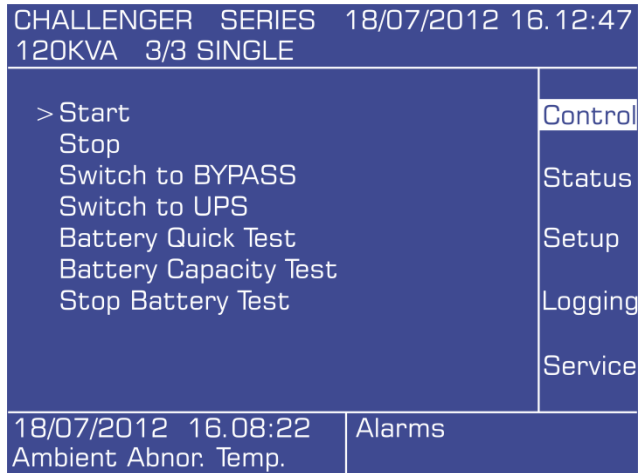 CHALLENGER SERIES 18/07/2012 16.12:47
120KVA 3/3 SINGLE
> Start
Stop
Switch to BYPASS
Switch to UPS
Battery Quick Test
Battery Capacity Test
Stop Battery Test
Control
Status
Setup
Logging
Service
18/07/2012 16.08:22
Ambient Abnor. Temp.
Alarms